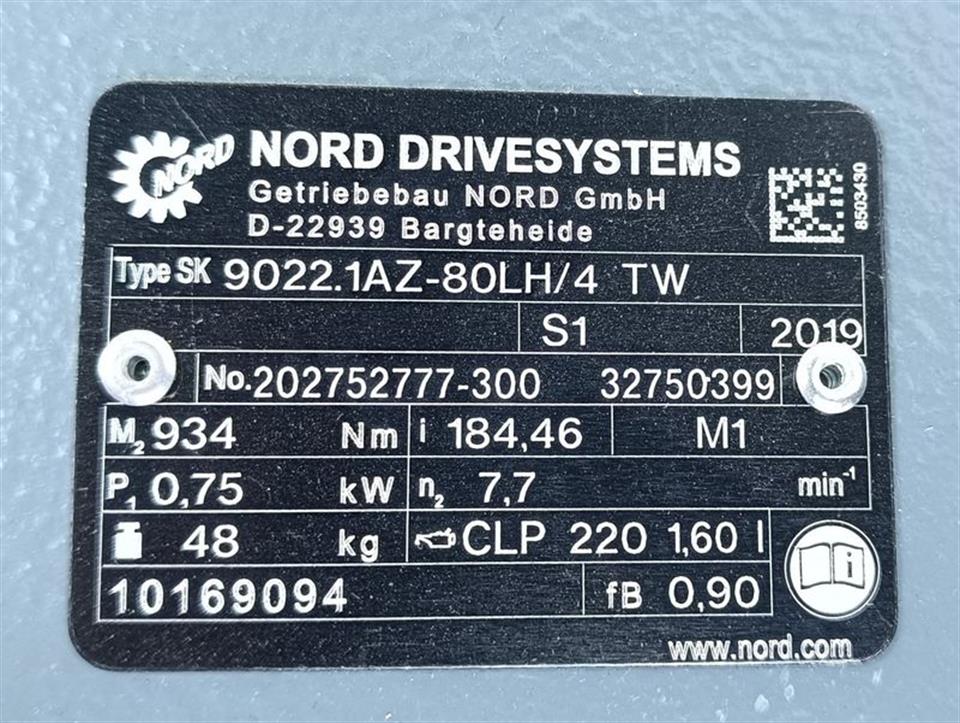 NORD NORD DRIVESYSTEMS
Getriebebau NORD GmbH
D-22939 Bargteheide
8503430
Type SK 9022.1AZ-80LH/4 TW
S1 2019
No. 202752777-300 32750399
M2 934 Nm i 184,46 M1
P1 0,75 kW n2 7,7 min-1
48 kg CLP 220 1,60 l
10169094 fB 0,90
i
www.nord.com